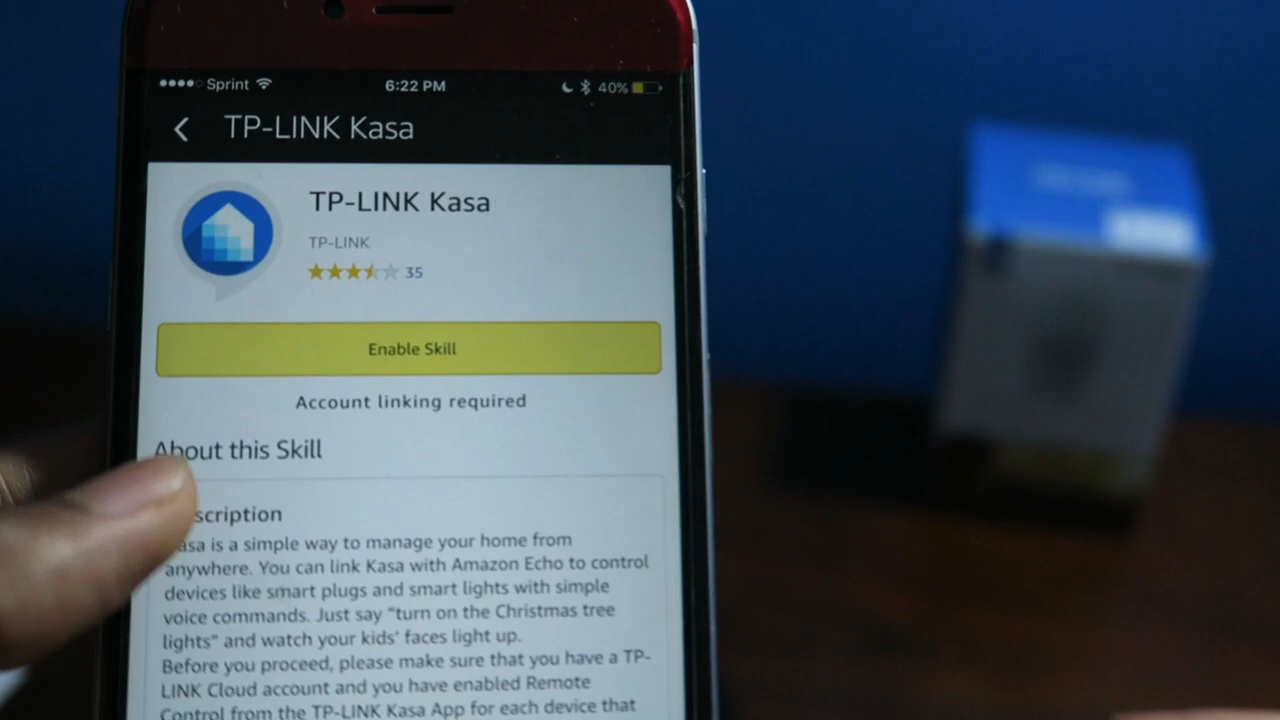 Sprint 6:22 PM 40%
TP-LINK Kasa
TP-LINK Kasa
TP-LINK
35
Enable Skill
Account linking required
About this Skill
scription
asa is a simple way to manage your home from
anywhere. You can link Kasa with Amazon Echo to control
devices like smart plugs and smart lights with simple
voice commands. Just say "turn on the Christmas tree
lights" and watch your kids' faces light up.
Before you proceed, please make sure that you have a TP-
LINK Cloud account and you have enabled Remote
Control from the TP-LINK Kasa App for each device that